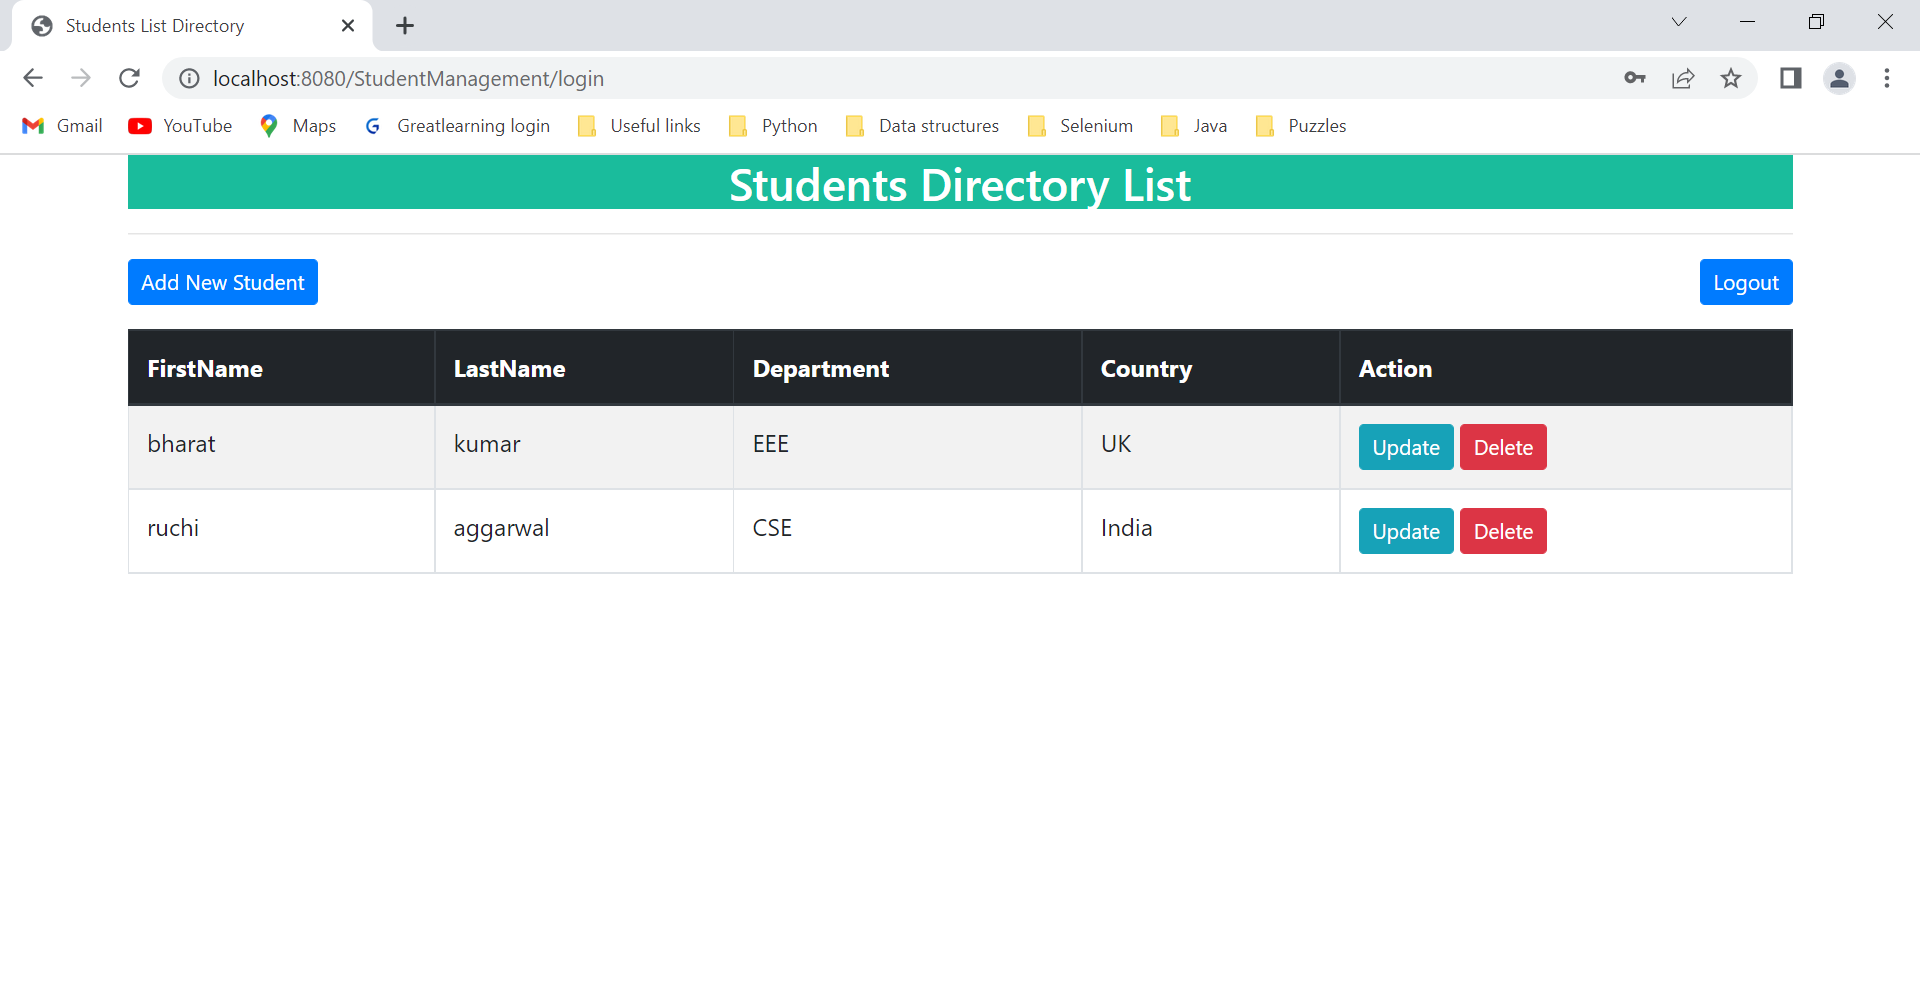 Students List Directory
localhost:8080/StudentManagement/login
Gmail YouTube Maps Greatlearning login Useful links Python Data structures Selenium Java Puzzles
Students Directory List
Add New Student Logout
FirstName LastName Department Country Action
bharat kumar EEE UK Update Delete
ruchi aggarwal CSE India Update Delete